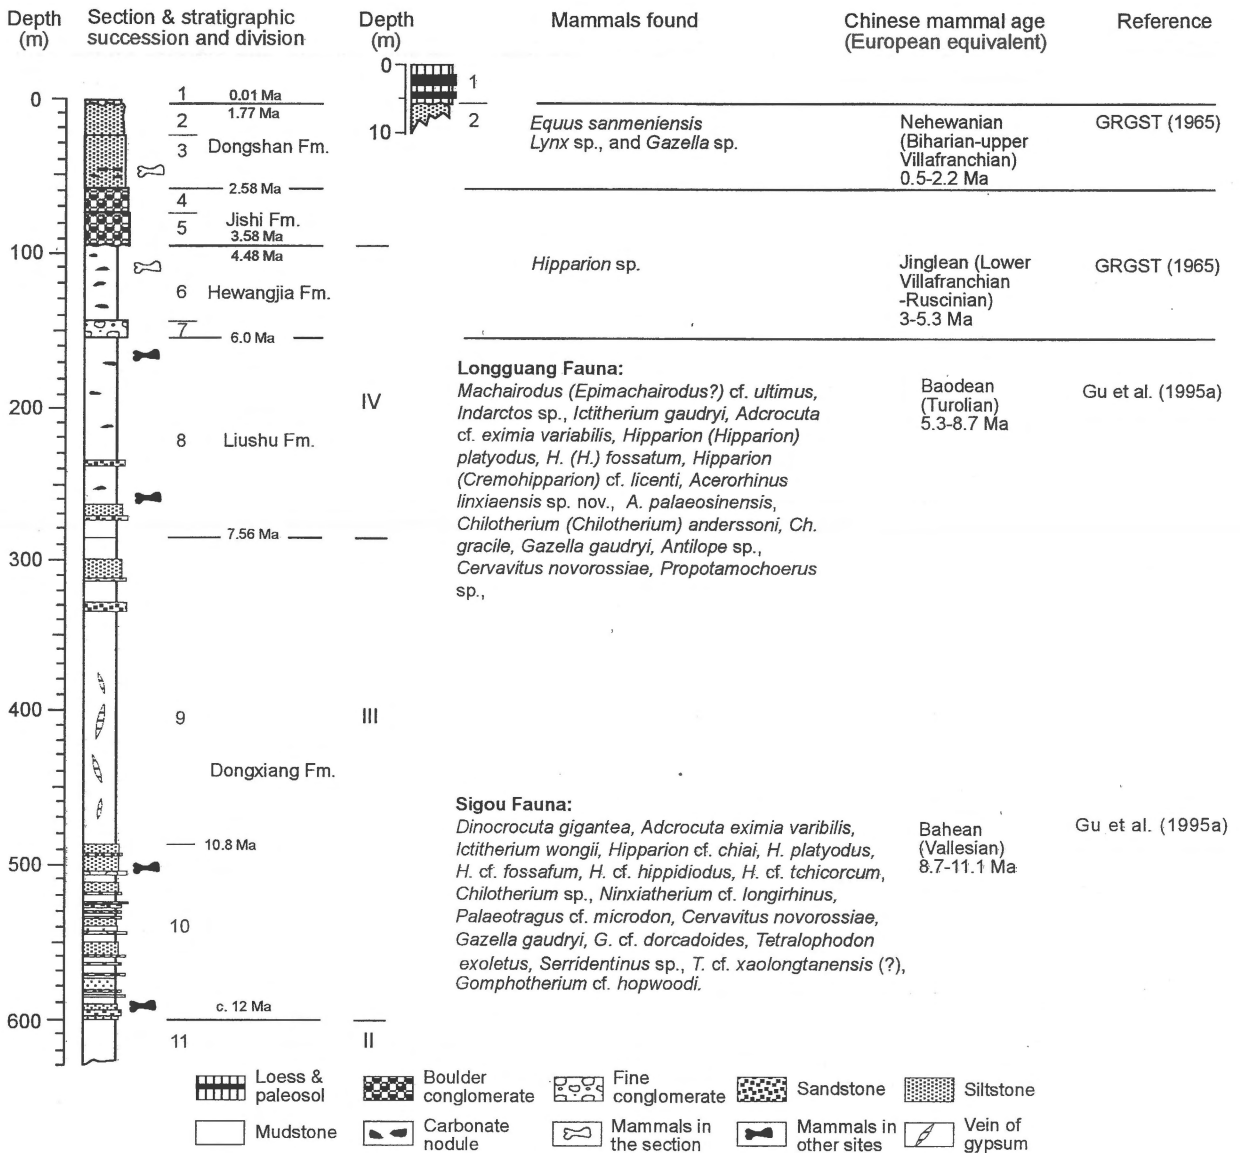 Depth
(m)
Section & stratigraphic
succession and division
Depth
(m)
Mammals found
Chinese mammal age
(European equivalent)
Reference
0
10
1
2
0
100
200
300
400
500
600
1
0.01 Ma
1.77 Ma
2
3
Dongshan Fm.
2.58 Ma
4
5
Jishi Fm.
3.58 Ma
4.48 Ma
6
Hewangjia Fm.
7
6.0 Ma
8
Liushu Fm.
7.56 Ma
9
Dongxiang Fm.
10.8 Ma
10
c. 12 Ma
11
IV
III
II
Equus sanmeniensis
Lynx sp., and Gazella sp.
Nehewanian
(Biharian-upper
Villafranchian)
0.5-2.2 Ma
GRGST (1965)
Hipparion sp.
Jinglean (Lower
Villafranchian
-Ruscinian)
3-5.3 Ma
GRGST (1965)
Longguang Fauna:
Machairodus (Epimachairodus?) cf. ultimus,
Indarctos sp., Ictitherium gaudryi, Adcrocuta
cf. eximia variabilis, Hipparion (Hipparion)
platyodus, H. (H.) fossatum, Hipparion
(Cremohipparion) cf. licenti, Acerorhinus
linxiaensis sp. nov., A. palaeosinensis,
Chilotherium (Chilotherium) anderssoni, Ch.
gracile, Gazella gaudryi, Antilope sp.,
Cervavitus novorossiae, Propotamochoerus
sp.,
Baodean
(Turolian)
5.3-8.7 Ma
Gu et al. (1995a)
Sigou Fauna:
Dinocrocuta gigantea, Adcrocuta eximia varibilis,
Ictitherium wongii, Hipparion cf. chiai, H. platyodus,
H. cf. fossafum, H. cf. hippidiodus, H. cf. tchicorcum,
Chilotherium sp., Ninxiatherium cf. longirhinus,
Palaeotragus cf. microdon, Cervavitus novorossiae,
Gazella gaudryi, G. cf. dorcadoides, Tetralophodon
exoletus, Serridentinus sp., T. cf. xaolongtanensis (?),
Gomphotherium cf. hopwoodi.
Bahean
(Vallesian)
8.7-11.1 Ma
Gu et al. (1995a)
Loess &
paleosol
Boulder
conglomerate
Fine
conglomerate
Sandstone
Siltstone
Mudstone
Carbonate
nodule
Mammals in
the section
Mammals in
other sites
Vein of
gypsum